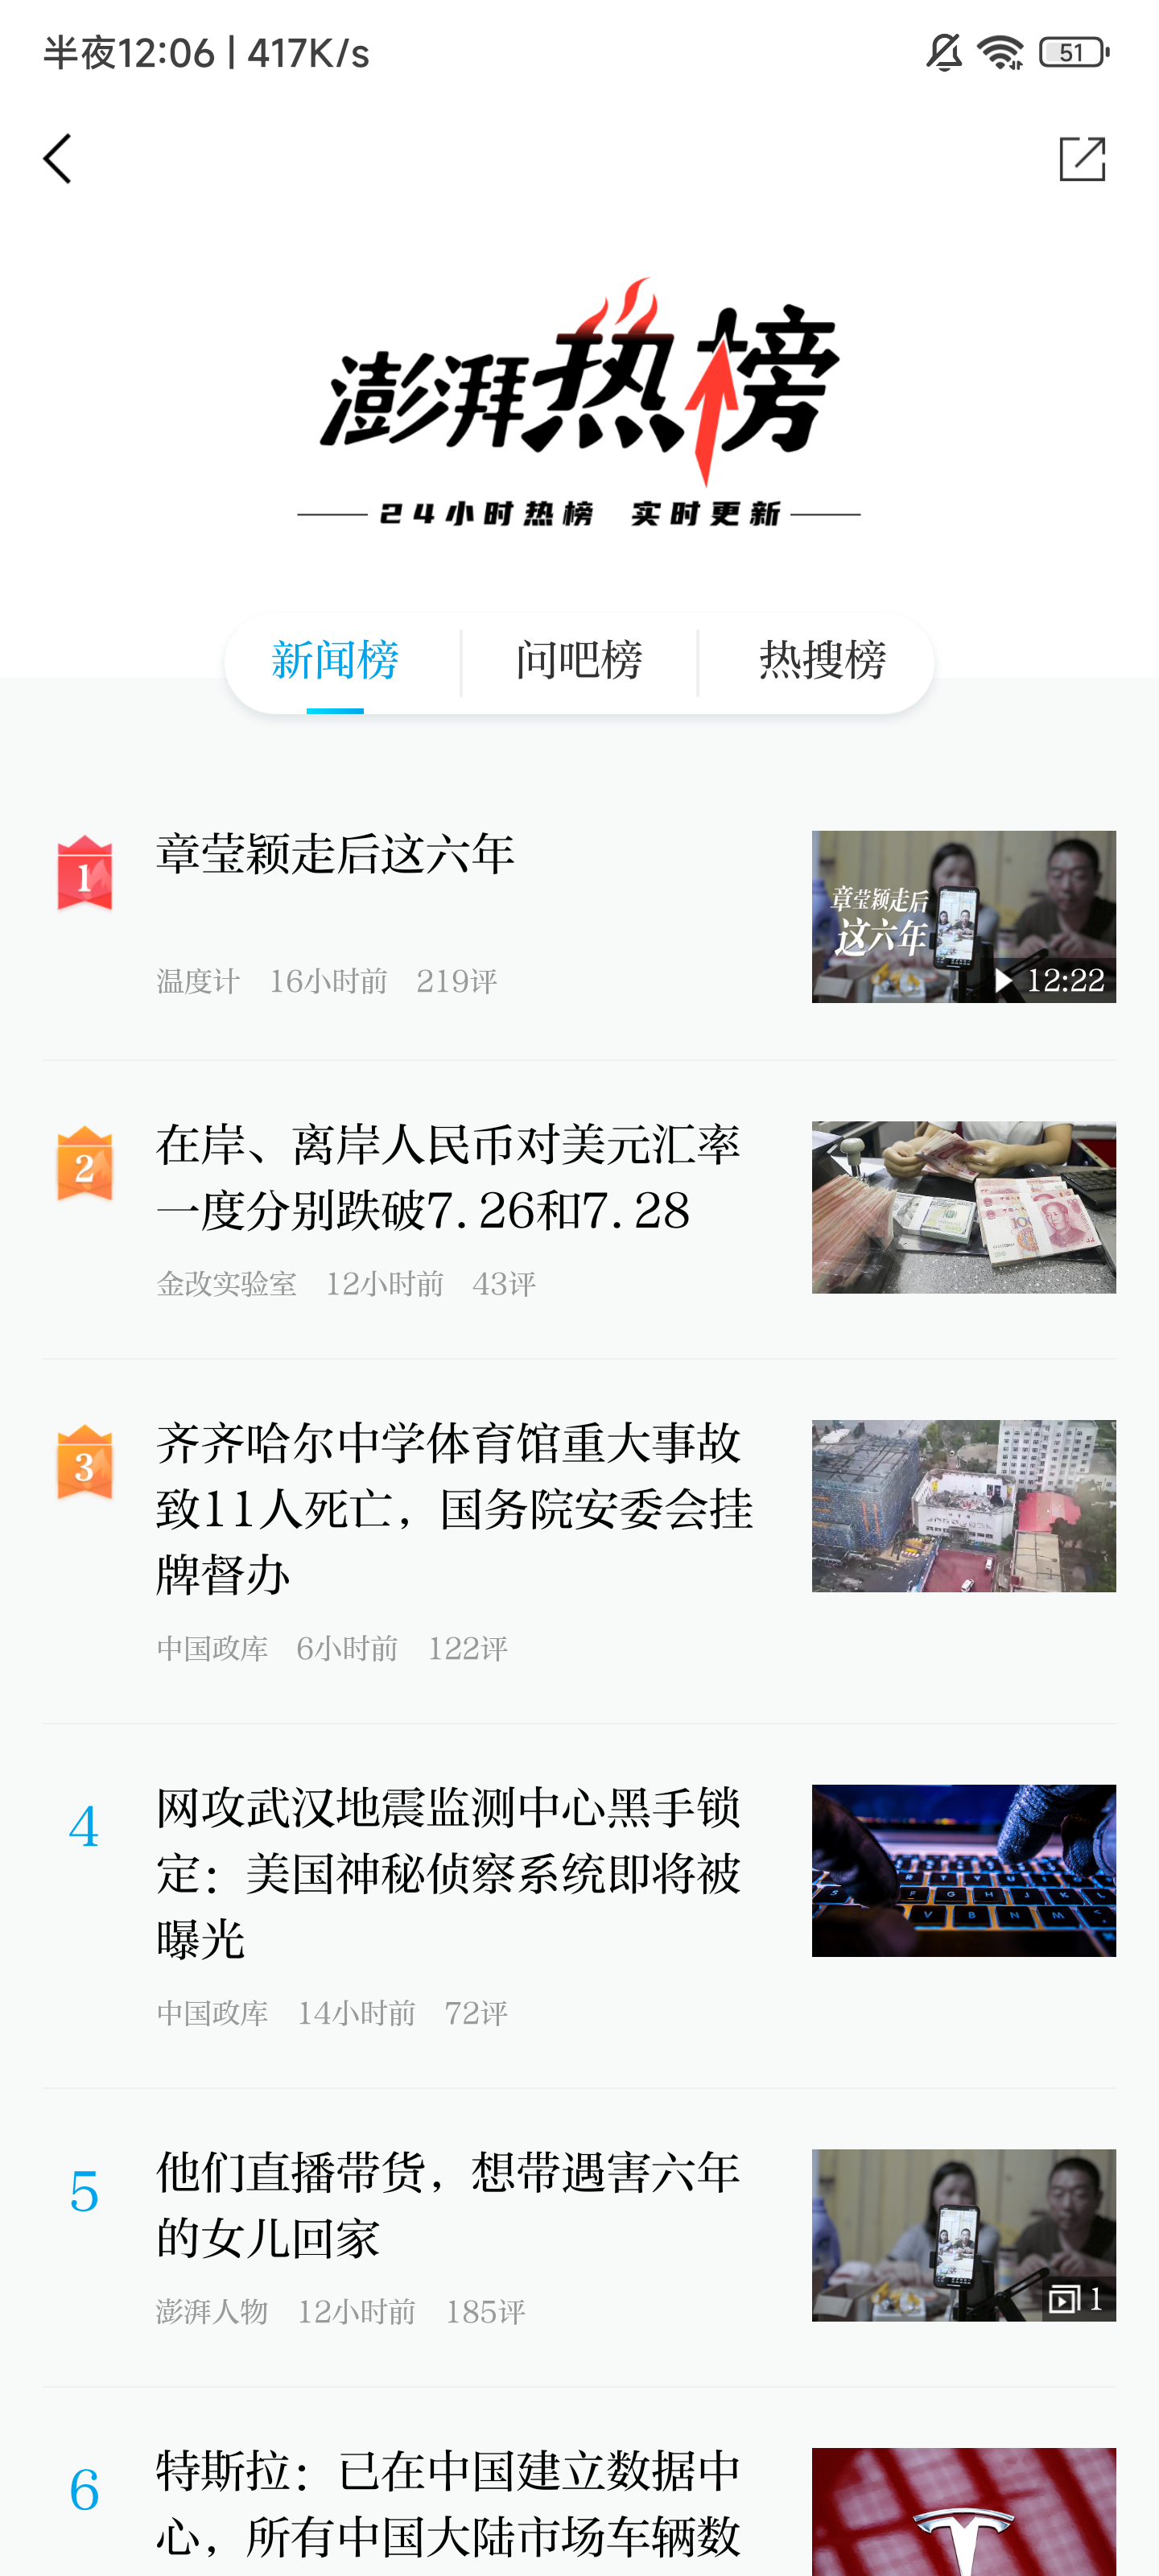 半夜12:06 | 417K/s
51
澎湃热榜
24小时热榜 实时更新
新闻榜 问吧榜 热搜榜
1
章莹颖走后这六年
温度计 16小时前 219评
章莹颖走后
这六年
12:22
2
在岸、离岸人民币对美元汇率
一度分别跌破7.26和7.28
金改实验室 12小时前 43评
3
齐齐哈尔中学体育馆重大事故
致11人死亡，国务院安委会挂
牌督办
中国政库 6小时前 122评
4
网攻武汉地震监测中心黑手锁
定：美国神秘侦察系统即将被
曝光
中国政库 14小时前 72评
5
他们直播带货，想带遇害六年
的女儿回家
澎湃人物 12小时前 185评
1
6
特斯拉：已在中国建立数据中
心，所有中国大陆市场车辆数